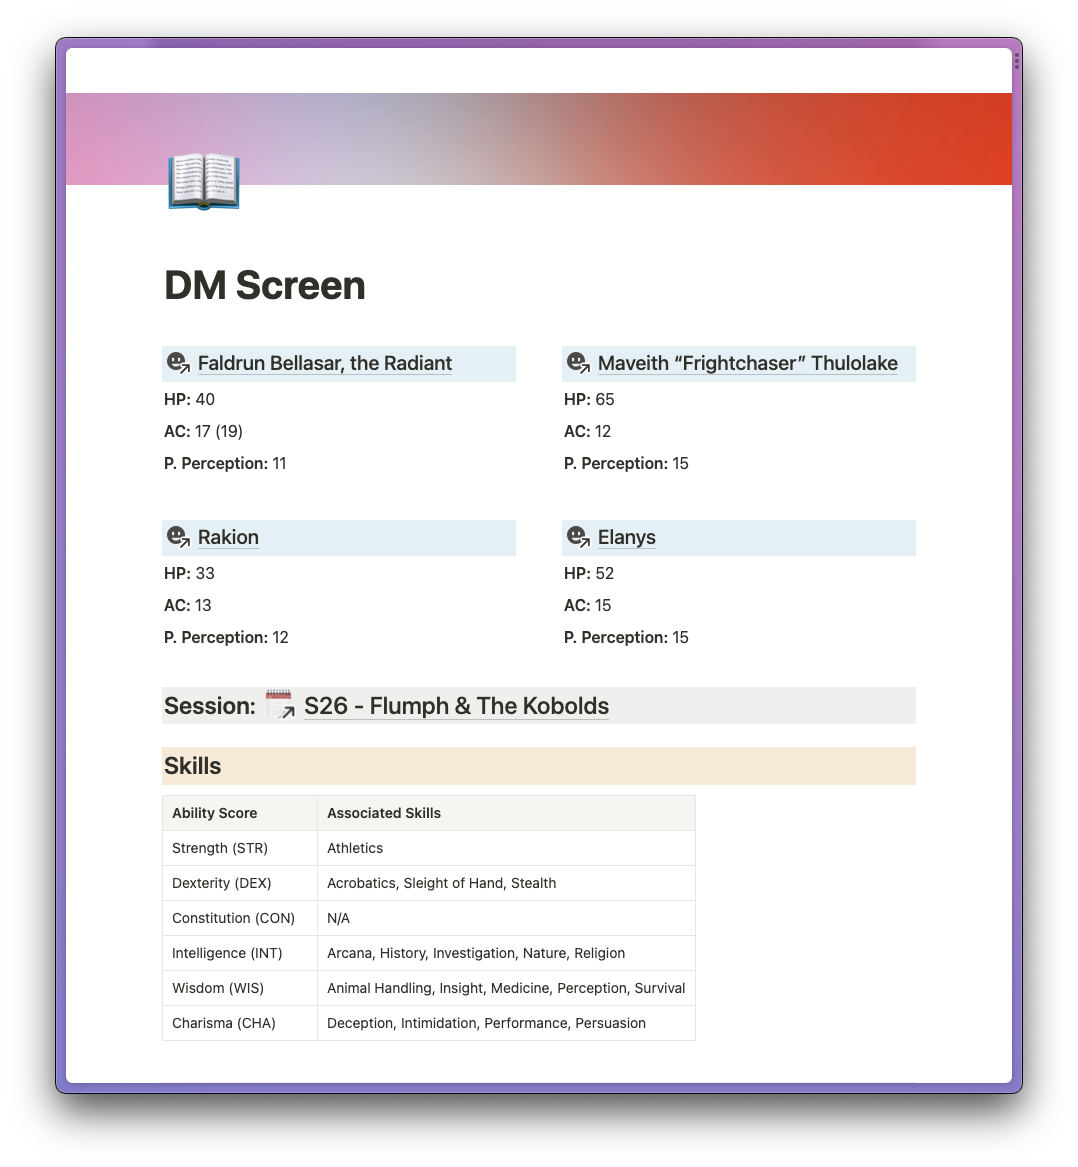 DM Screen
Faldrun Bellasar, the Radiant
HP: 40
AC: 17 (19)
P. Perception: 11
Maveith “Frightchaser” Thulolake
HP: 65
AC: 12
P. Perception: 15
Rakion
HP: 33
AC: 13
P. Perception: 12
Elanys
HP: 52
AC: 15
P. Perception: 15
Session: S26 - Flumph & The Kobolds
Skills
Ability Score Associated Skills
Strength (STR) Athletics
Dexterity (DEX) Acrobatics, Sleight of Hand, Stealth
Constitution (CON) N/A
Intelligence (INT) Arcana, History, Investigation, Nature, Religion
Wisdom (WIS) Animal Handling, Insight, Medicine, Perception, Survival
Charisma (CHA) Deception, Intimidation, Performance, Persuasion